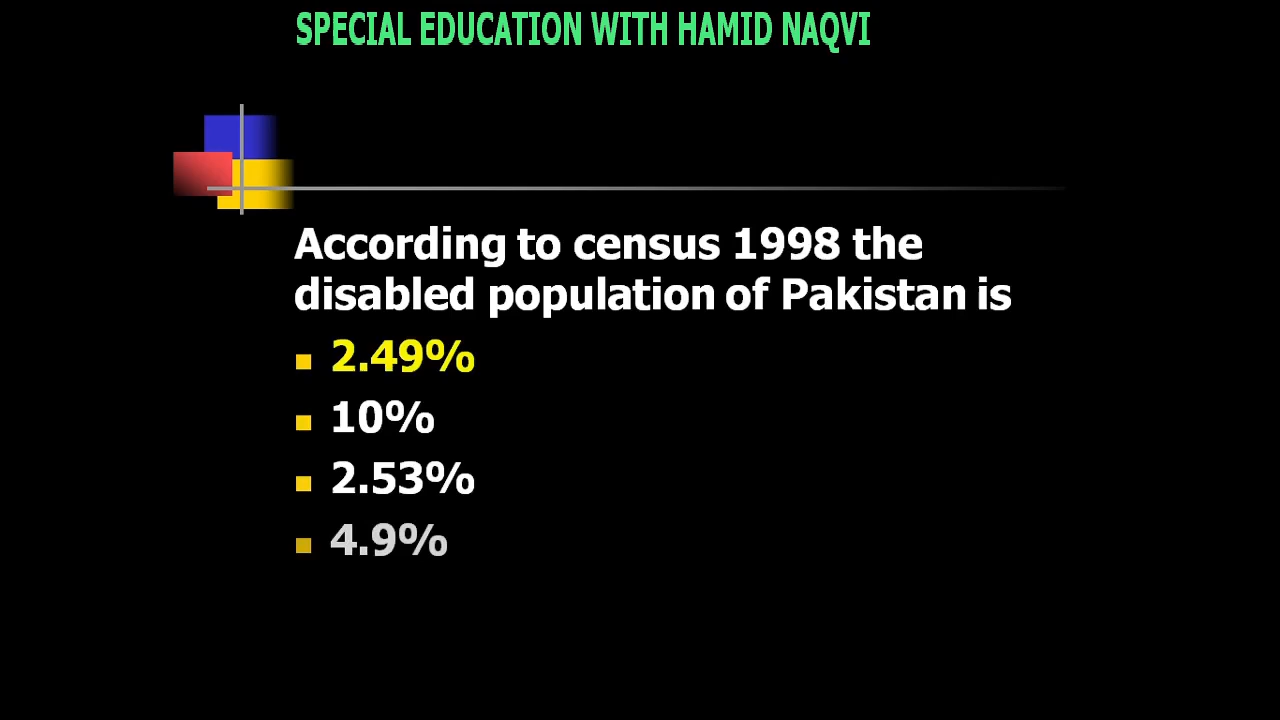 SPECIAL EDUCATION WITH HAMID NAQVI
According to census 1998 the
disabled population of Pakistan is
2.49%
10%
2.53%
4.9%